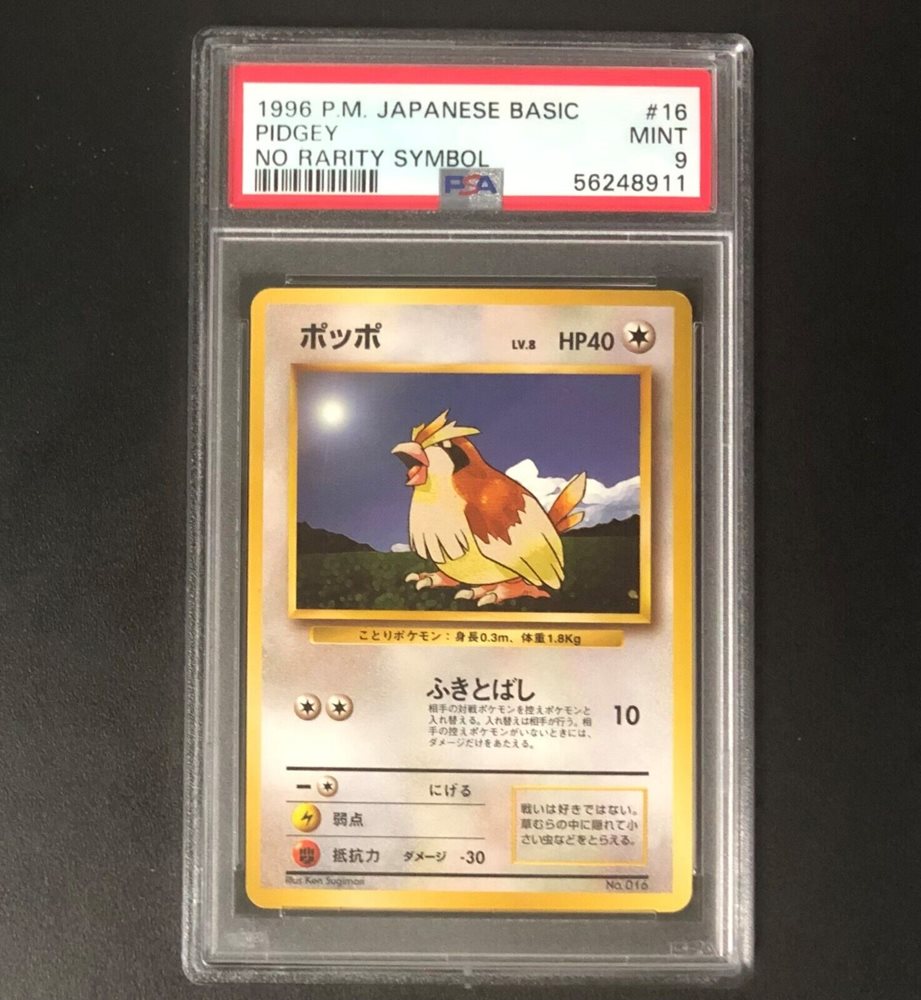 1996 P.M. JAPANESE BASIC #16
PIDGEY MINT
NO RARITY SYMBOL 9
PSA 56248911
ポッポ LV.8 HP40
ことりポケモン：身長0.3m、体重1.8Kg
ふきとばし
相手の対戦ポケモンを控えポケモンと
入れ替える。入れ替えは相手が行う。相
手の控えポケモンがいないときには、
ダメージだけをあたえる。
10
にげる
弱点
抵抗力 ダメージ -30
戦いは好きではない。
草むらの中に隠れて小
さい虫などをとらえる。
Illus. Ken Sugimori No. 016